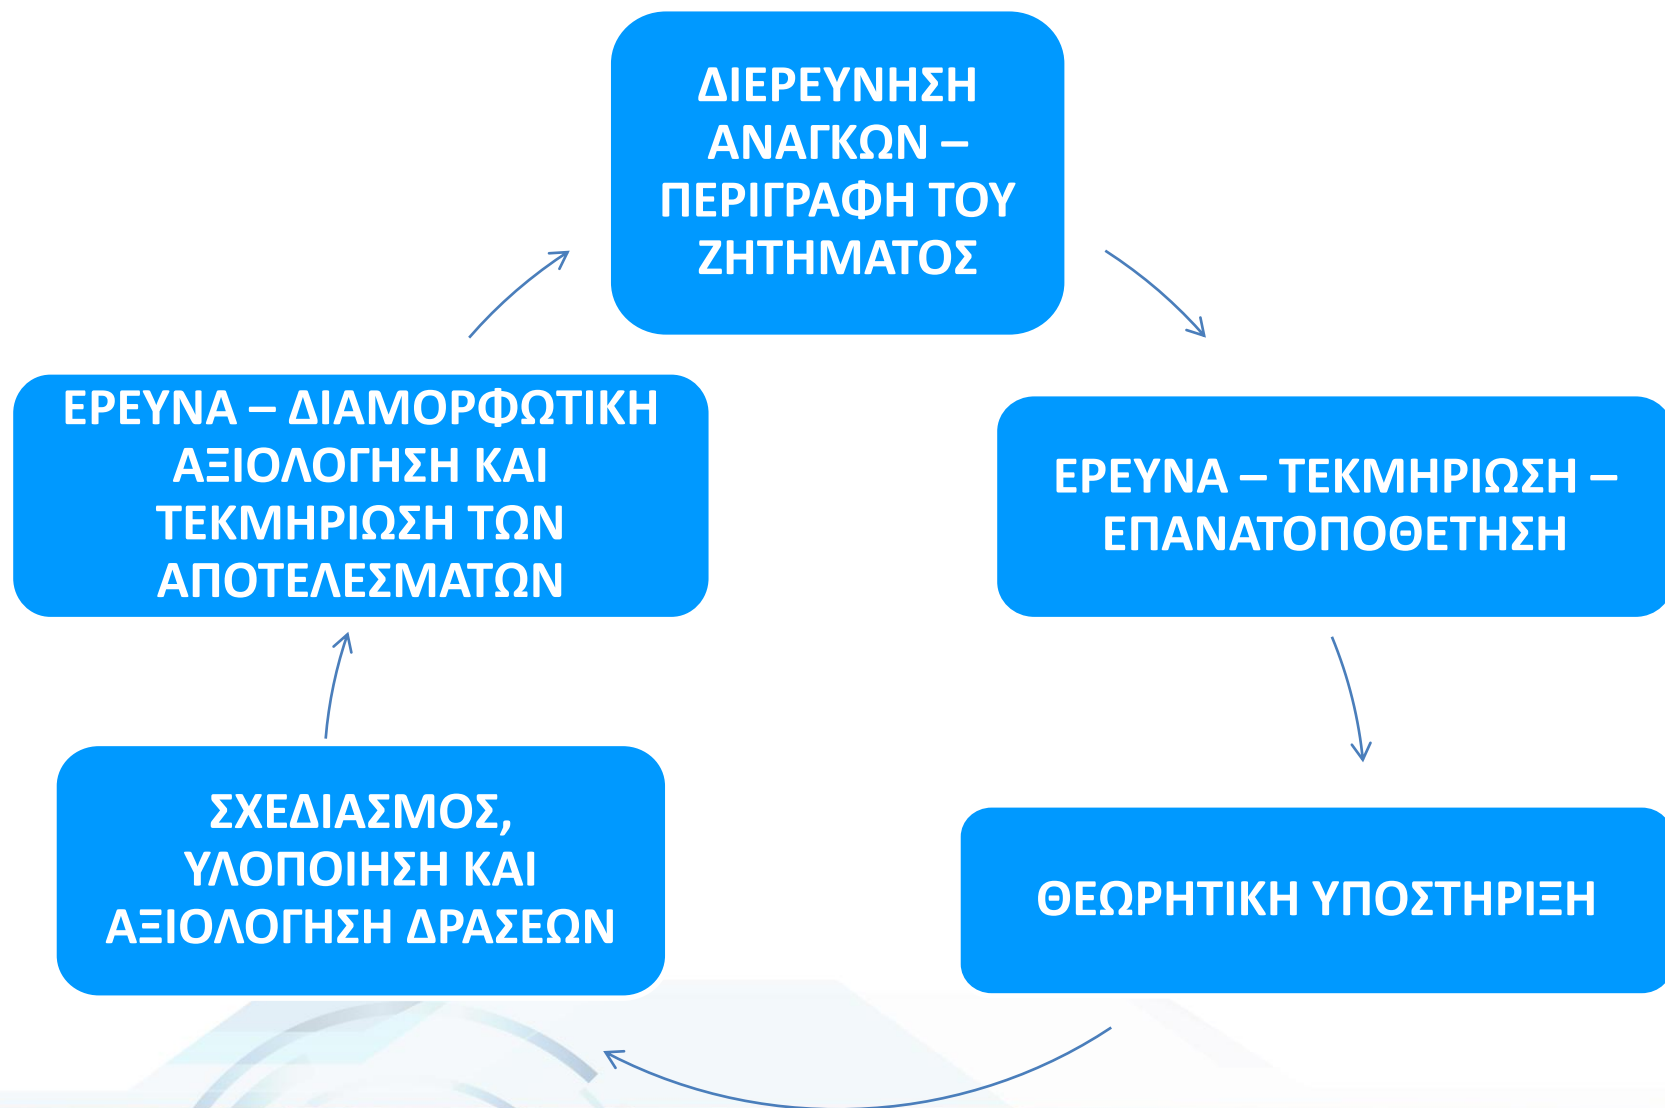 ΔΙΕΡΕΥΝΗΣΗ
ΑΝΑΓΚΩΝ –
ΠΕΡΙΓΡΑΦΗ ΤΟΥ
ΖΗΤΗΜΑΤΟΣ
ΕΡΕΥΝΑ – ΤΕΚΜΗΡΙΩΣΗ –
ΕΠΑΝΑΤΟΠΟΘΕΤΗΣΗ
ΘΕΩΡΗΤΙΚΗ ΥΠΟΣΤΗΡΙΞΗ
ΣΧΕΔΙΑΣΜΟΣ,
ΥΛΟΠΟΙΗΣΗ ΚΑΙ
ΑΞΙΟΛΟΓΗΣΗ ΔΡΑΣΕΩΝ
ΕΡΕΥΝΑ – ΔΙΑΜΟΡΦΩΤΙΚΗ
ΑΞΙΟΛΟΓΗΣΗ ΚΑΙ
ΤΕΚΜΗΡΙΩΣΗ ΤΩΝ
ΑΠΟΤΕΛΕΣΜΑΤΩΝ